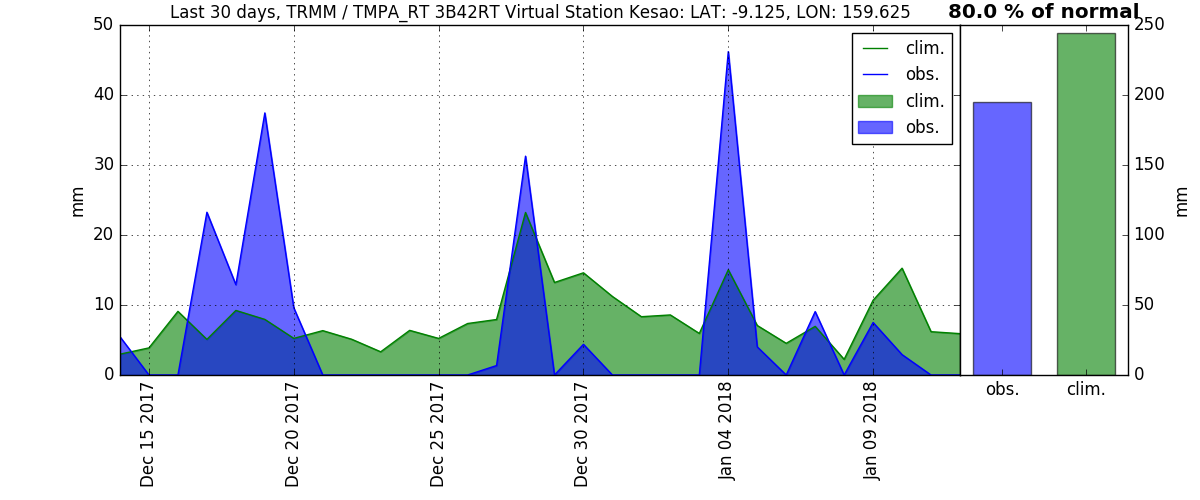 Last 30 days, TRMM / TMPA_RT 3B42RT Virtual Station Kesao: LAT: -9.125, LON: 159.625
80.0 % of normal
50
40
30
20
10
0
mm
clim.
obs.
clim.
obs.
Dec 15 2017
Dec 20 2017
Dec 25 2017
Dec 30 2017
Jan 04 2018
Jan 09 2018
250
200
150
100
50
0
mm
obs.
clim.